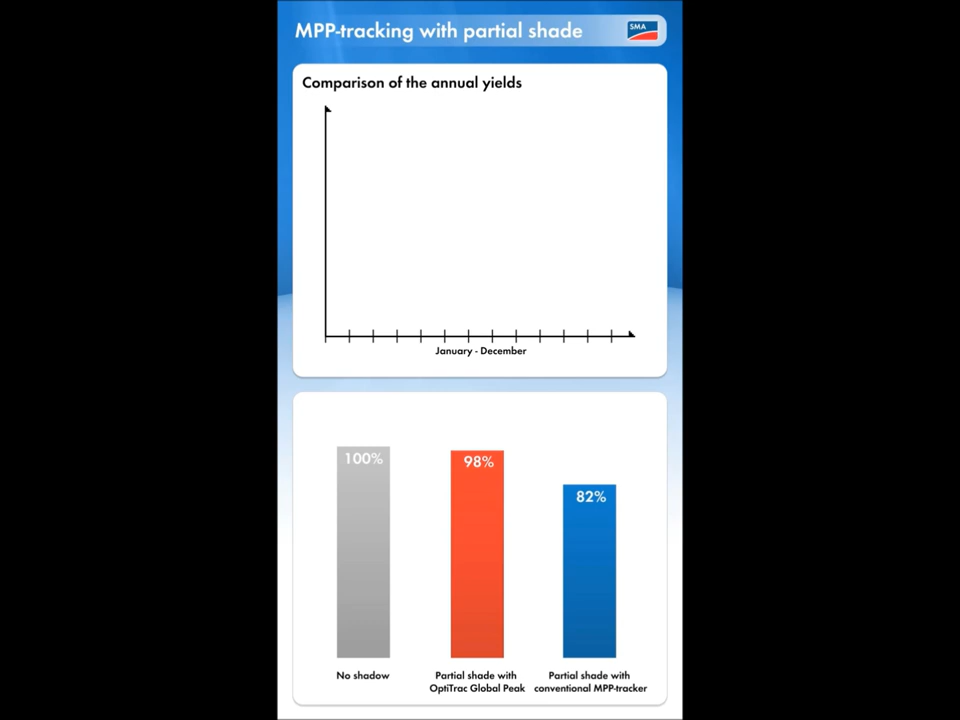 MPP-tracking with partial shade
SMA
Comparison of the annual yields
January - December
100%
98%
82%
No shadow
Partial shade with
OptiTrac Global Peak
Partial shade with
conventional MPP-tracker